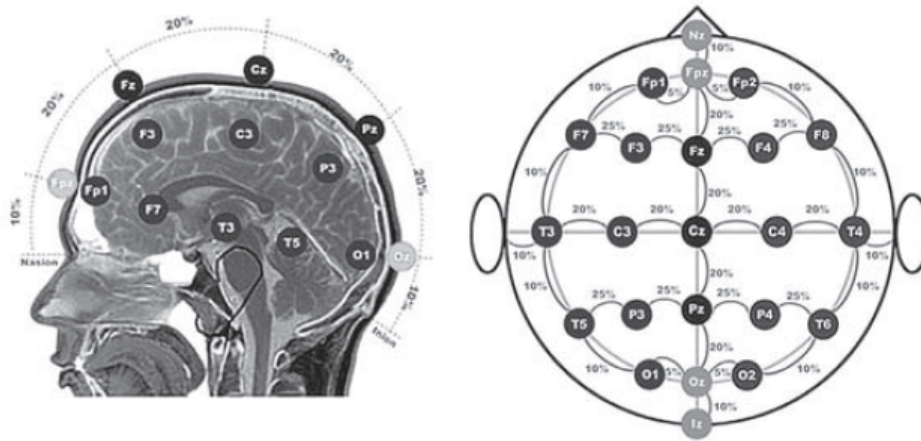 20%
20%
Cz
Fz
20%
F3
C3
Pz
P3
20%
Fpz
Fp1
10%
F7
T3
T5
O1
Oz
Nasion
10%
Inion
Nz
10%
Fp1
Fpz
Fp2
10%
5%
5%
10%
20%
F7
25%
F3
25%
Fz
25%
F4
25%
F8
10%
20%
10%
T3
20%
C3
20%
Cz
20%
C4
20%
T4
10%
10%
10%
20%
10%
T5
25%
P3
25%
Pz
25%
P4
25%
T6
20%
10%
O1
5%
Oz
5%
O2
10%
10%
Iz